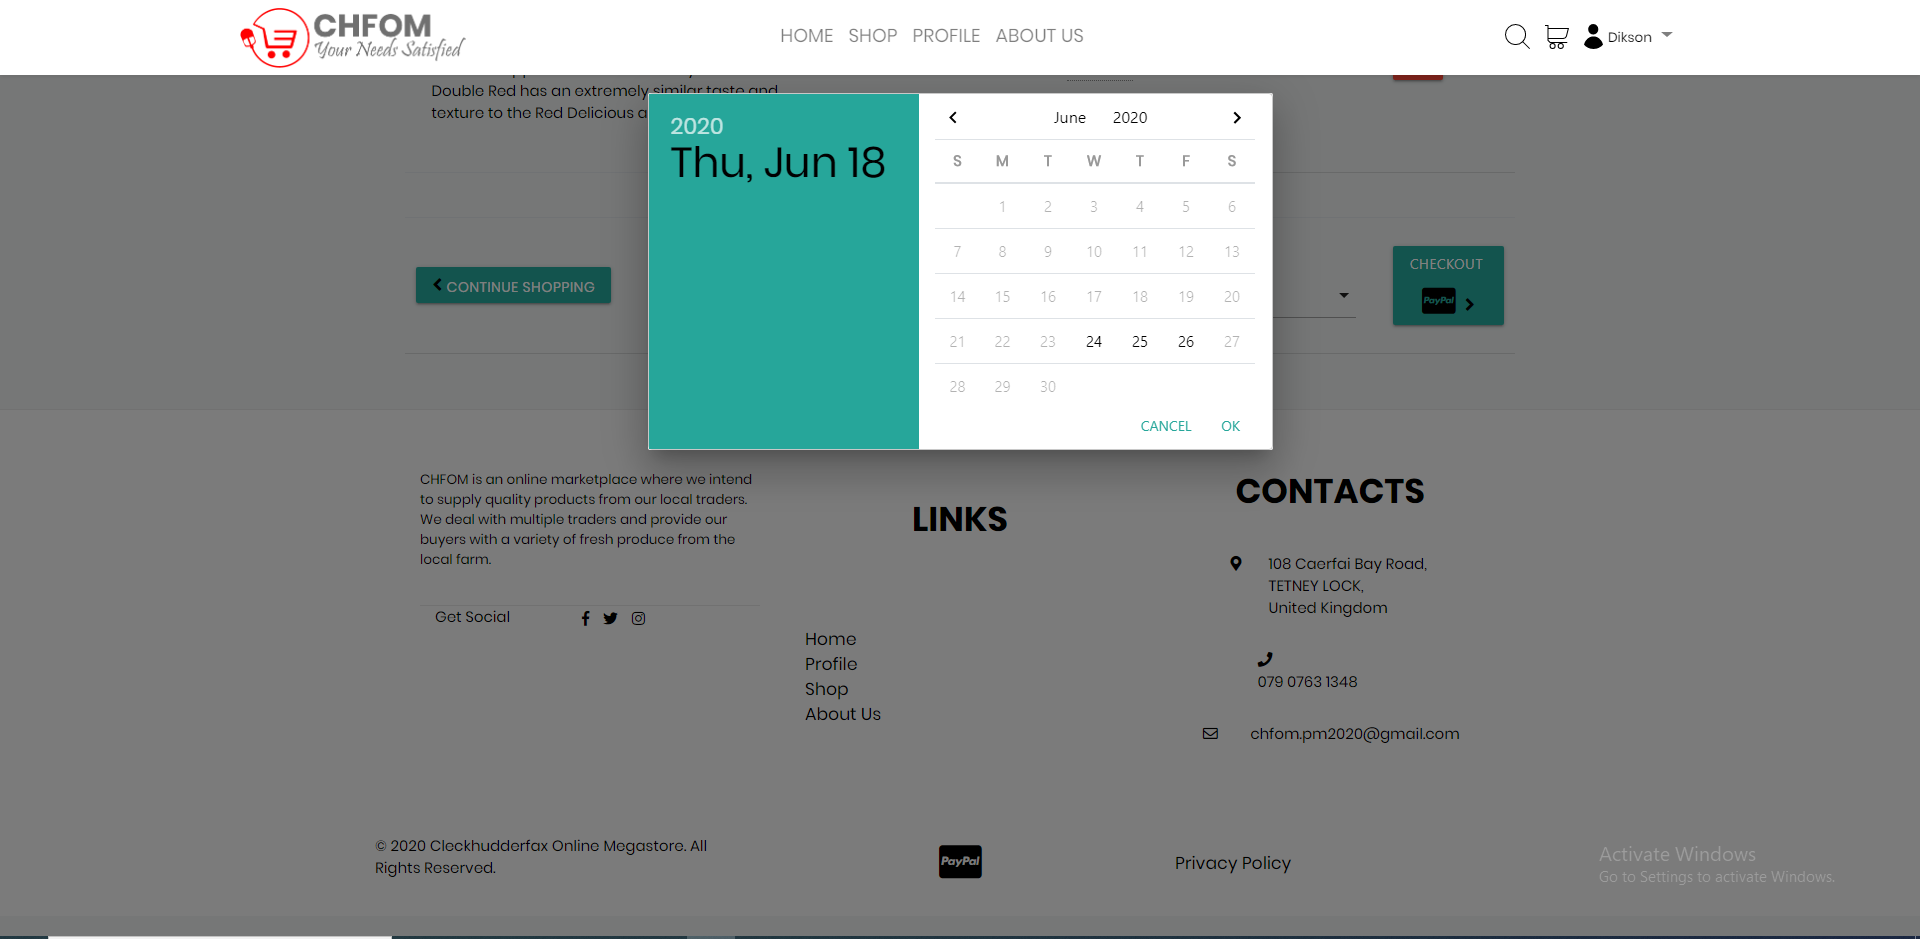 CHFOM
Your Needs Satisfied
HOME SHOP PROFILE ABOUT US
Dikson
Double Red has an extremely similar taste and
texture to the Red Delicious
2020
Thu, Jun 18
June 2020
S M T W T F S
1 2 3 4 5 6
7 8 9 10 11 12 13
14 15 16 17 18 19 20
21 22 23 24 25 26 27
28 29 30
CANCEL OK
CONTINUE SHOPPING
CHECKOUT
PayPal
CHFOM is an online marketplace where we intend
to supply quality products from our local traders.
We deal with multiple traders and provide our
buyers with a variety of fresh produce from the
local farm.
Get Social
LINKS
Home
Profile
Shop
About Us
CONTACTS
108 Caerfai Bay Road,
TETNEY LOCK,
United Kingdom
079 0763 1348
chfom.pm2020@gmail.com
© 2020 Cleckhudderfax Online Megastore. All
Rights Reserved.
PayPal
Privacy Policy
Activate Windows
Go to Settings to activate Windows.